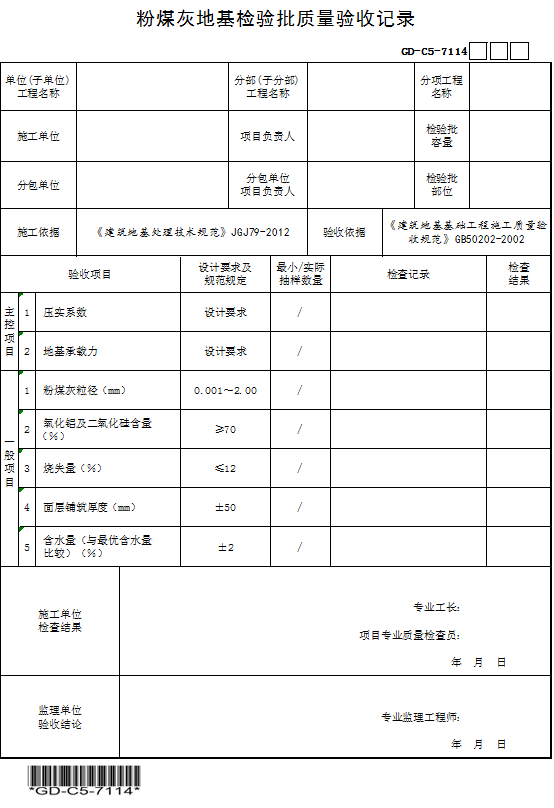 粉煤灰地基检验批质量验收记录
GD-C5-7114
单位(子单位)
工程名称
分部(子分部)
工程名称
分项工程
名称
施工单位
项目负责人
检验批
容量
分包单位
分包单位
项目负责人
检验批
部位
施工依据
《建筑地基处理技术规范》JGJ79-2012
验收依据
《建筑地基基础工程施工质量验
收规范》GB50202-2002
验收项目
设计要求及
规范规定
最小/实际
抽样数量
检查记录
检查
结果
主控项目
1 压实系数 设计要求 /
2 地基承载力 设计要求 /
一般项目
1 粉煤灰粒径（mm） 0.001～2.00 /
2 氧化铝及二氧化硅含量
（%） ≥70 /
3 烧失量（%） ≤12 /
4 面层铺筑厚度（mm） ±50 /
5 含水量（与最优含水量
比较）（%） ±2 /
施工单位
检查结果
专业工长：
项目专业质量检查员：
年 月 日
监理单位
验收结论
专业监理工程师：
年 月 日
*GD-C5-7114*